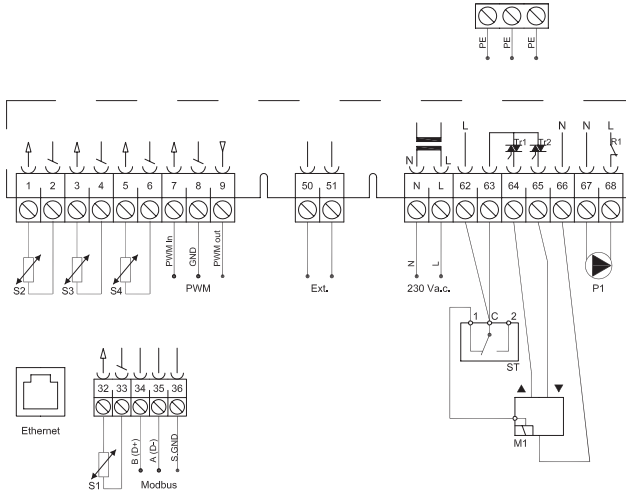 PE PE PE
L N N L
Tr1 Tr2 R1
N L
1 2 3 4 5 6 7 8 9 50 51 N L 62 63 64 65 66 67 68
PWM In GND PWM out
N L
S2 S3 S4 PWM Ext. 230 Va.c. P1
1 C 2
ST
32 33 34 35 36
Ethernet
M1
B (D+) A (D-) S.GND
S1 Modbus